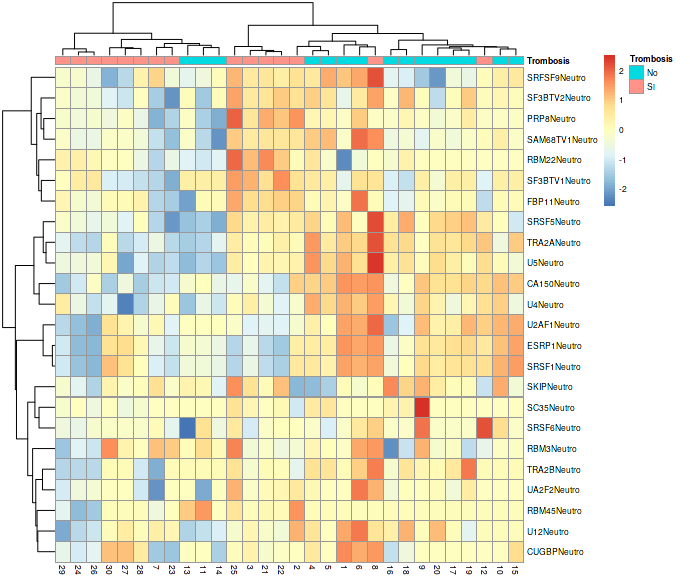 Trombosis
SRFSF9Neutro
SF3BTV2Neutro
PRP8Neutro
SAM68TV1Neutro
RBM22Neutro
SF3BTV1Neutro
FBP11Neutro
SRSF5Neutro
TRA2ANeutro
U5Neutro
CA150Neutro
U4Neutro
U2AF1Neutro
ESRP1Neutro
SRSF1Neutro
SKIPNeutro
SC35Neutro
SRSF6Neutro
RBM3Neutro
TRA2BNeutro
UA2F2Neutro
RBM45Neutro
U12Neutro
CUGBPNeutro
29 24 26 30 27 28 7 23 13 11 14 25 3 21 22 2 4 5 1 6 8 16 18 9 20 17 19 12 10 15
2
1
0
-1
-2
Trombosis
No
SI